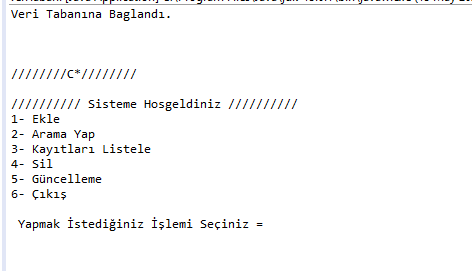 Veri Tabanına Baglandı.
////////C*////////
////////// Sisteme Hosgeldiniz //////////
1- Ekle
2- Arama Yap
3- Kayıtları Listele
4- Sil
5- Güncelleme
6- Çıkış
Yapmak İstediğiniz İşlemi Seçiniz =